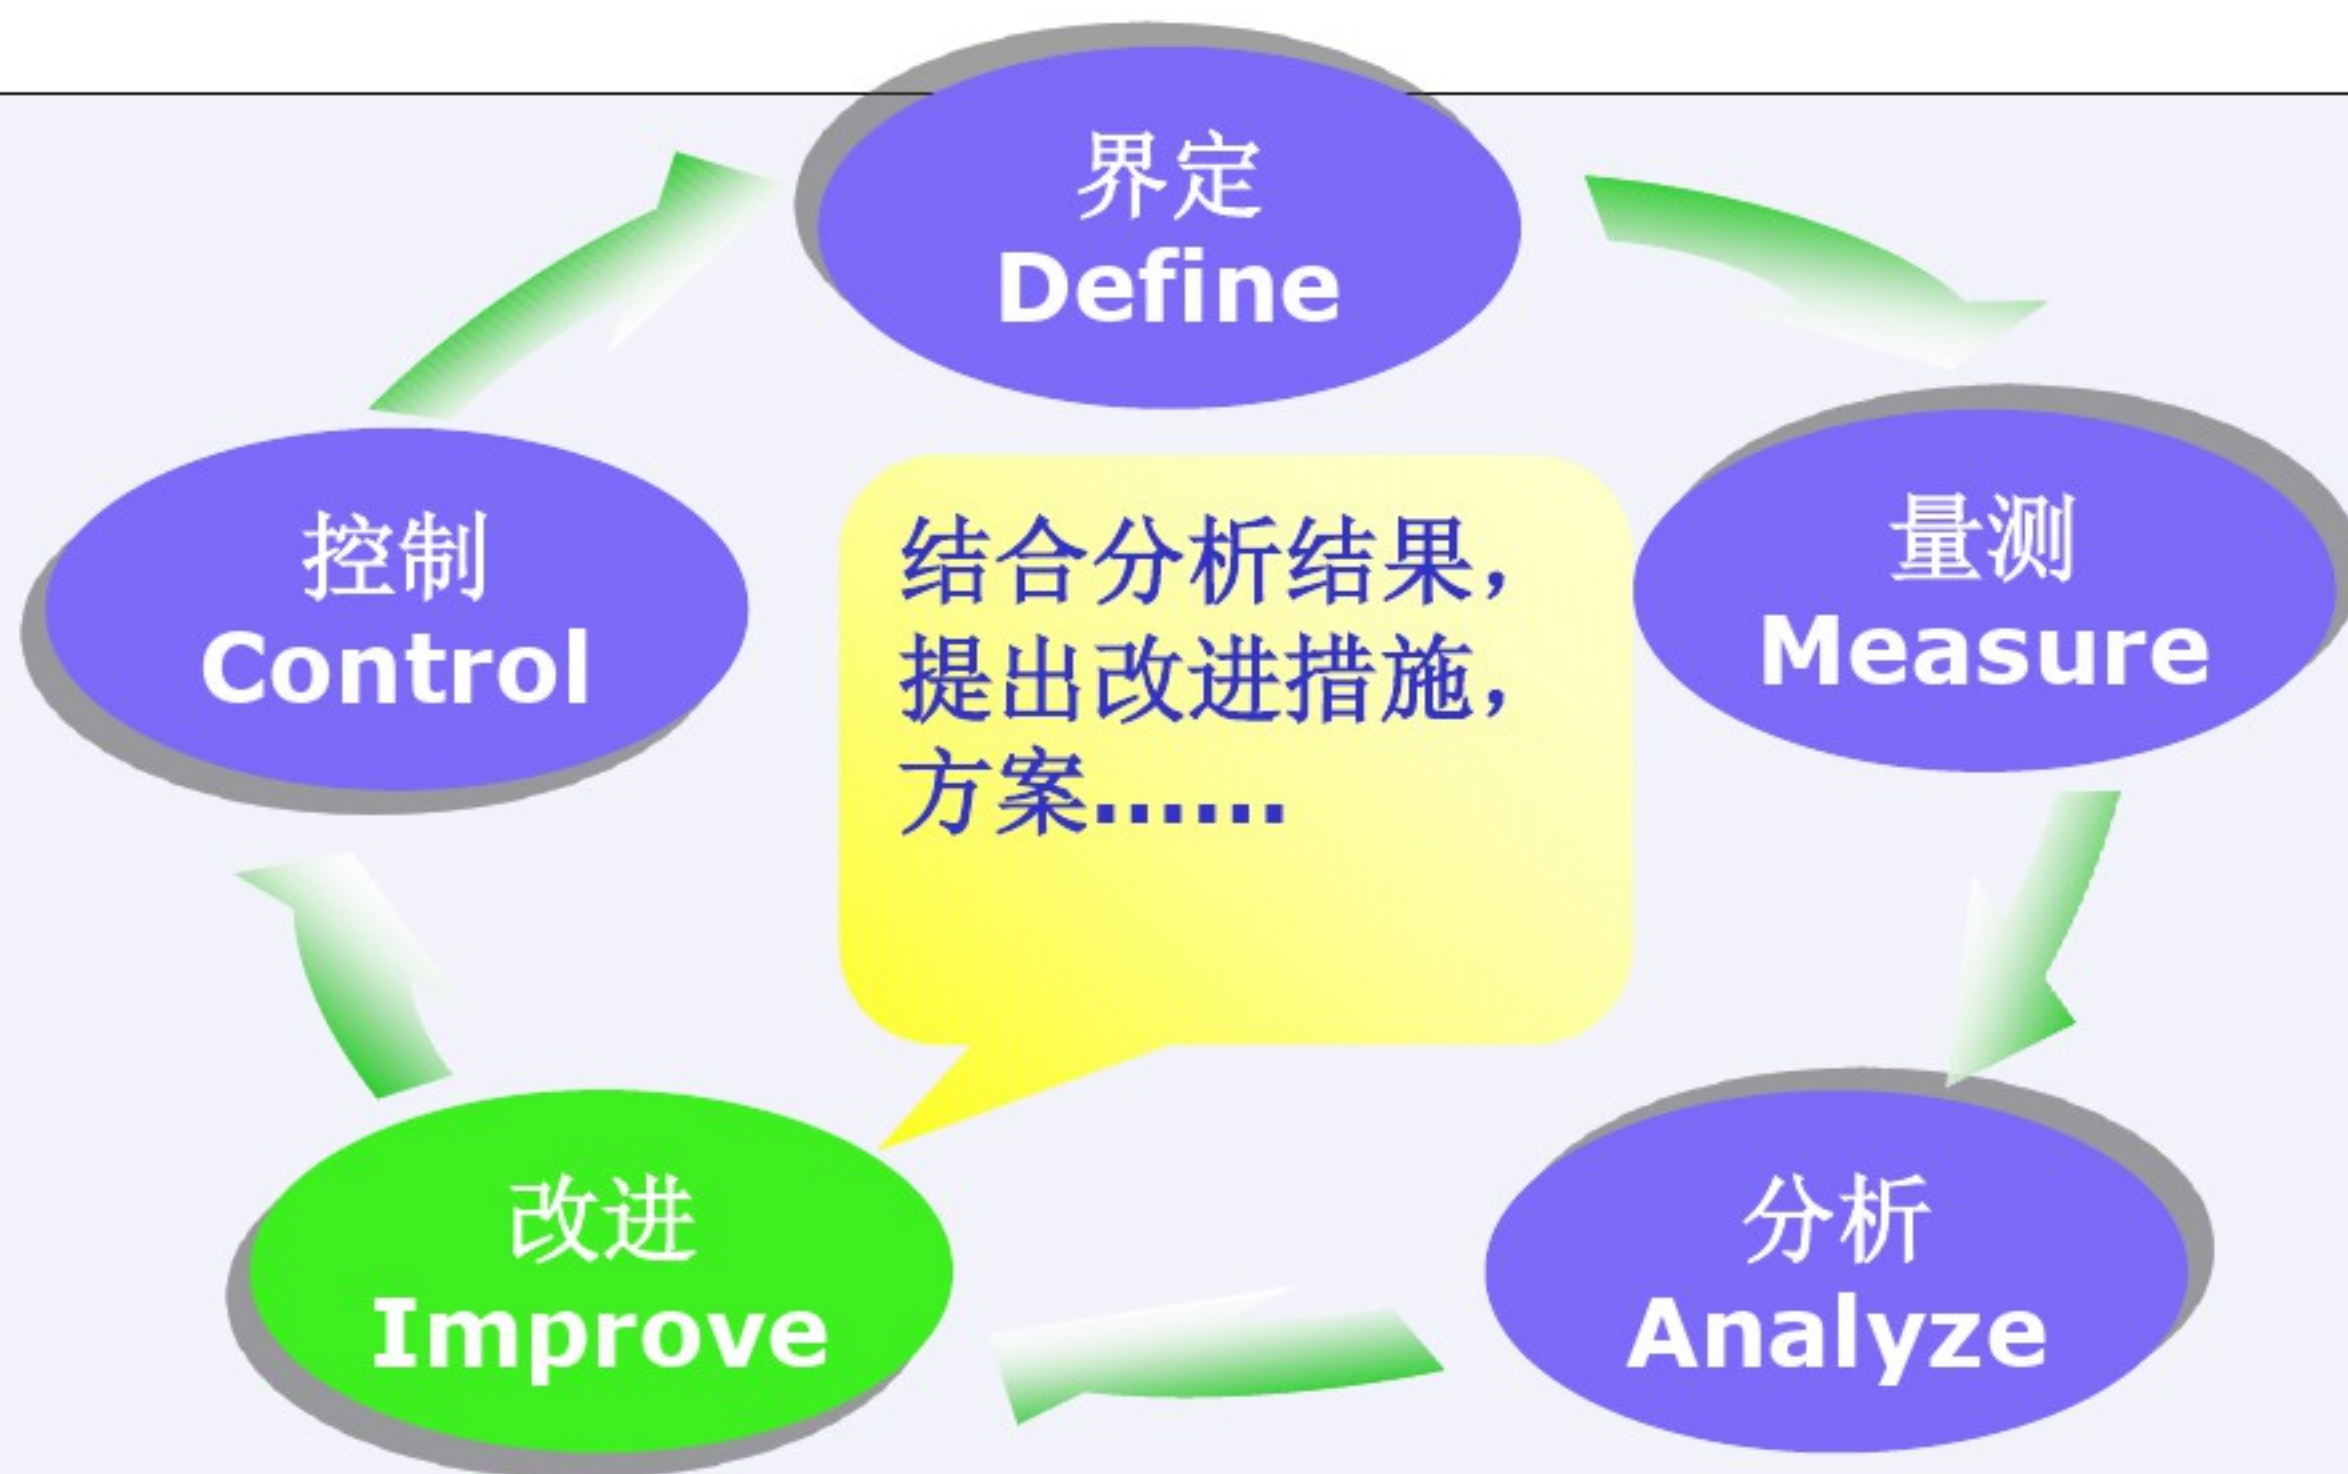 界定
Define
量测
Measure
分析
Analyze
改进
Improve
控制
Control
结合分析结果，
提出改进措施，
方案......